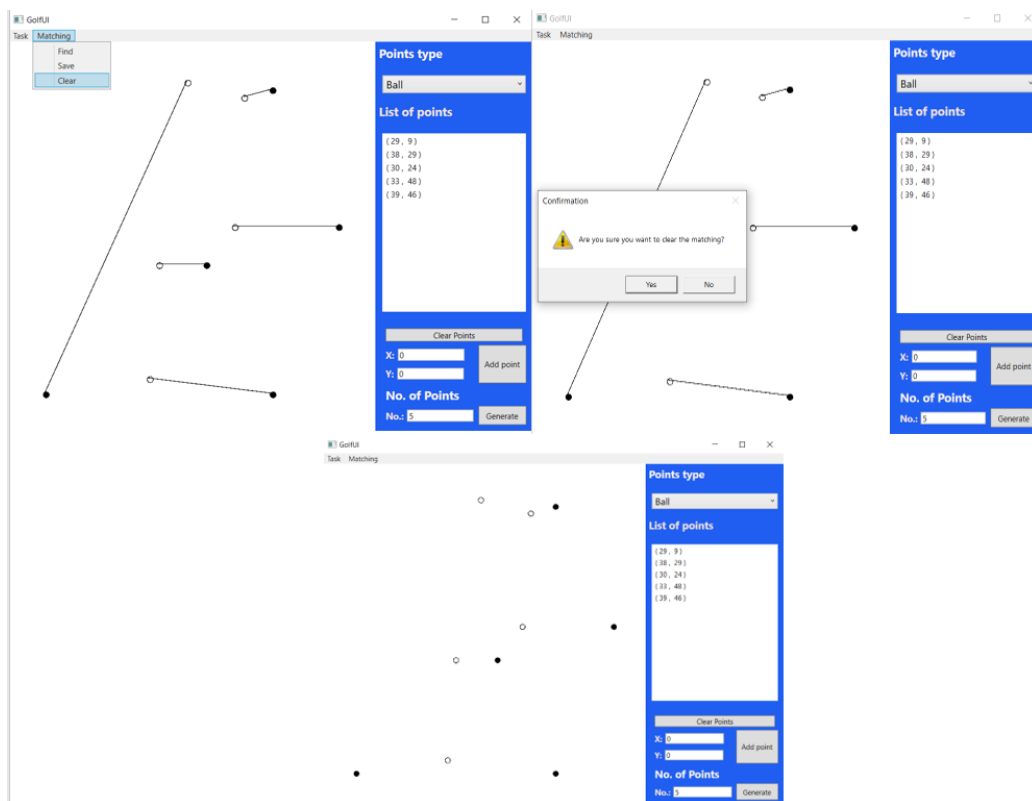 GolfUI
Task Matching
Find
Save
Clear
Points type
Ball
List of points
(29, 9)
(38, 29)
(30, 24)
(33, 48)
(39, 46)
Clear Points
X: 0
Y: 0
Add point
No. of Points
No.: 5
Generate
GolfUI
Task Matching
Points type
Ball
List of points
(29, 9)
(38, 29)
(30, 24)
(33, 48)
(39, 46)
Confirmation
Are you sure you want to clear the matching?
Yes No
Clear Points
X: 0
Y: 0
Add point
No. of Points
No.: 5
Generate
GolfUI
Task Matching
Points type
Ball
List of points
(29, 9)
(38, 29)
(30, 24)
(33, 48)
(39, 46)
Clear Points
X: 0
Y: 0
Add point
No. of Points
No.: 5
Generate